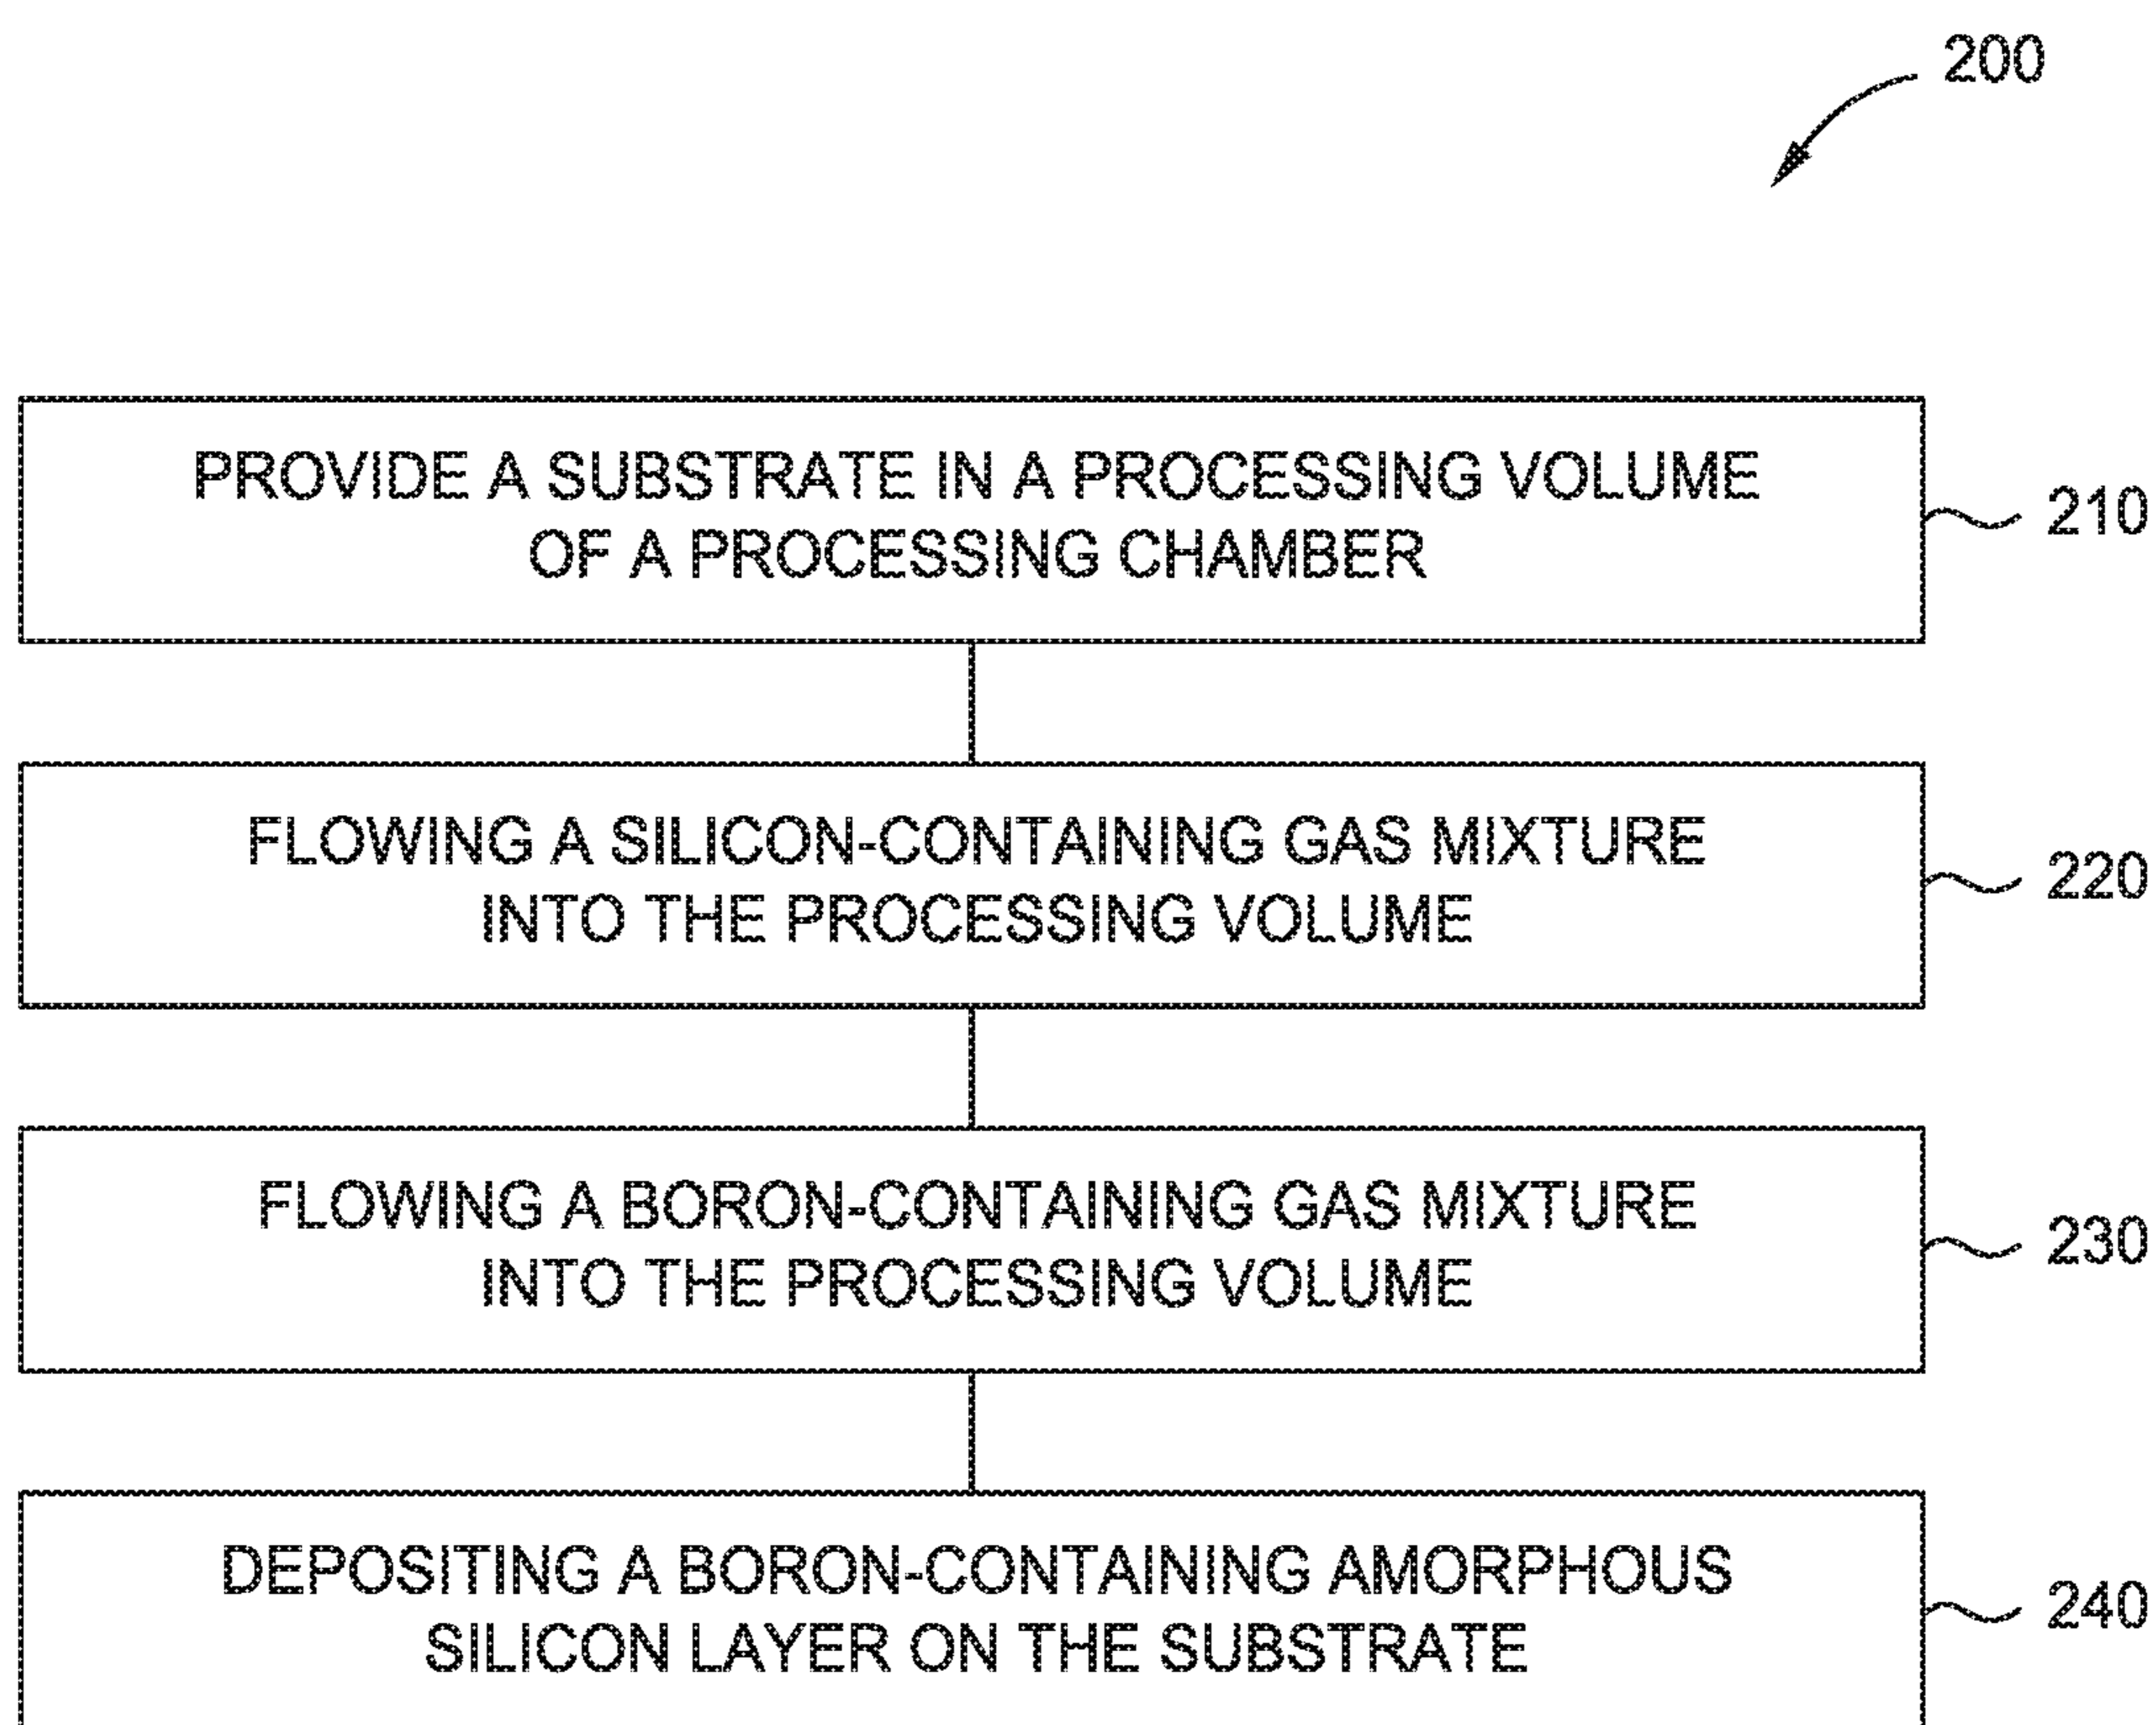 200
PROVIDE A SUBSTRATE IN A PROCESSING VOLUME
OF A PROCESSING CHAMBER
210
FLOWING A SILICON-CONTAINING GAS MIXTURE
INTO THE PROCESSING VOLUME
220
FLOWING A BORON-CONTAINING GAS MIXTURE
INTO THE PROCESSING VOLUME
230
DEPOSITING A BORON-CONTAINING AMORPHOUS
SILICON LAYER ON THE SUBSTRATE
240